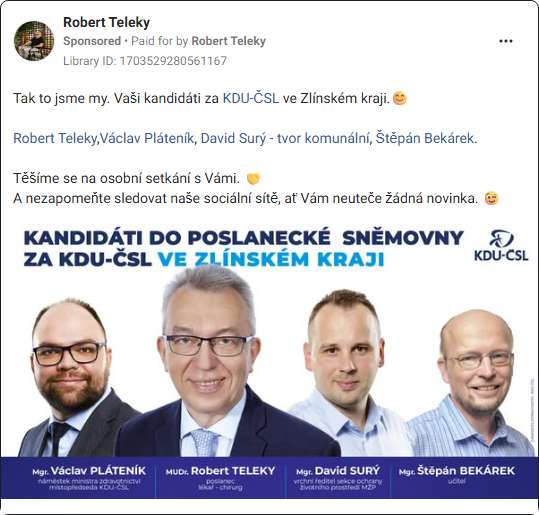 Robert Teleky
Sponsored • Paid for by Robert Teleky
Library ID: 1703529280561167
Tak to jsme my. Vaši kandidáti za KDU-ČSL ve Zlínském kraji.😊
Robert Teleky,Václav Pláteník, David Surý - tvor komunální, Štěpán Bekárek.
Těšíme se na osobní setkání s Vámi. 🤝
A nezapomeňte sledovat naše sociální sítě, ať Vám neuteče žádná novinka. 😉
KANDIDÁTI DO POSLANECKÉ SNĚMOVNY
ZA KDU-ČSL VE ZLÍNSKÉM KRAJI
KDU-ČSL
Mgr. Václav PLÁTENÍK
náměstek ministra zdravotnictví
místopředseda KDU-ČSL
MUDr. Robert TELEKY
poslanec
lékař - chirurg
Mgr. David SURÝ
vrchní ředitel sekce ochrany
životního prostředí MŽP
Mgr. Štěpán BEKÁREK
učitel